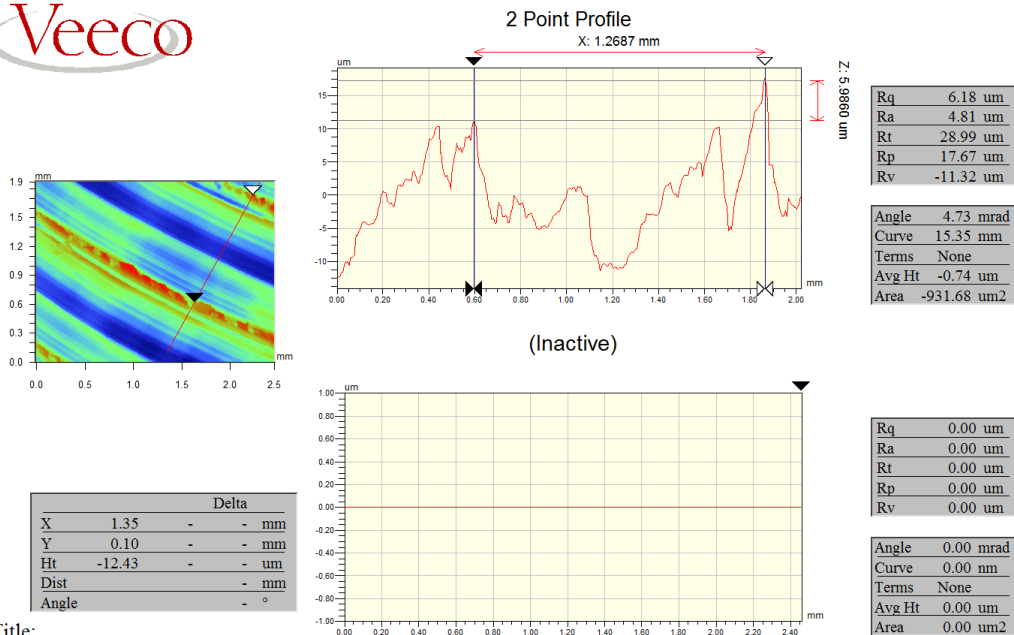 Veeco
2 Point Profile
X: 1.2687 mm
um
15
10
5
0
-5
-10
mm
0.00 0.20 0.40 0.60 0.80 1.00 1.20 1.40 1.60 1.80 2.00
Z: 5.9860 um
Rq 6.18 um
Ra 4.81 um
Rt 28.99 um
Rp 17.67 um
Rv -11.32 um
Angle 4.73 mrad
Curve 15.35 mm
Terms None
Avg Ht -0.74 um
Area -931.68 um2
mm
1.9
1.5
1.2
0.9
0.6
0.3
0.0
mm
0.0 0.5 1.0 1.5 2.0 2.5
(Inactive)
um
1.00
0.80
0.60
0.40
0.20
0.00
-0.20
-0.40
-0.60
-0.80
-1.00
mm
0.00 0.20 0.40 0.60 0.80 1.00 1.20 1.40 1.60 1.80 2.00 2.20 2.40
Rq 0.00 um
Ra 0.00 um
Rt 0.00 um
Rp 0.00 um
Rv 0.00 um
Angle 0.00 mrad
Curve 0.00 nm
Terms None
Avg Ht 0.00 um
Area 0.00 um2
Delta
X 1.35 - - mm
Y 0.10 - - mm
Ht -12.43 - - um
Dist - mm
Angle - °
Title: